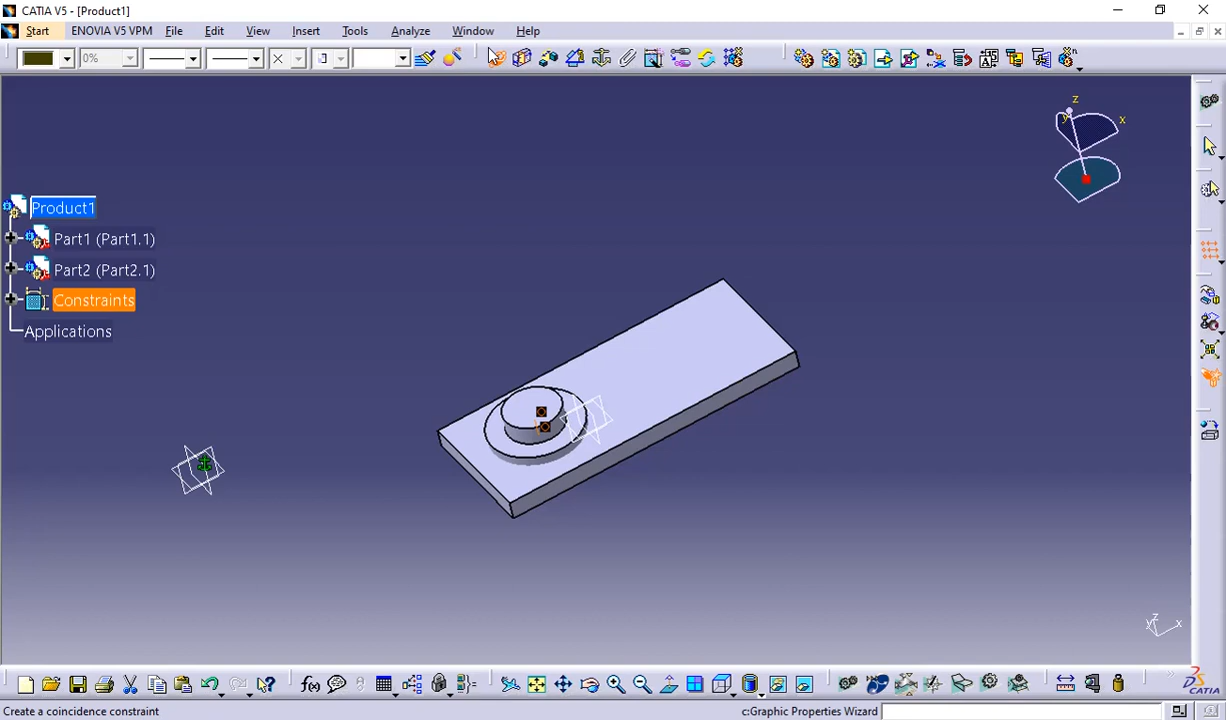 CATIA V5 - [Product1]
Start ENOVIA V5 VPM File Edit View Insert Tools Analyze Window Help
0%
z
x
y
Product1
Part1 (Part1.1)
Part2 (Part2.1)
Constraints
Applications
z
y x
f(x)
CATIA
Create a coincidence constraint
c:Graphic Properties Wizard